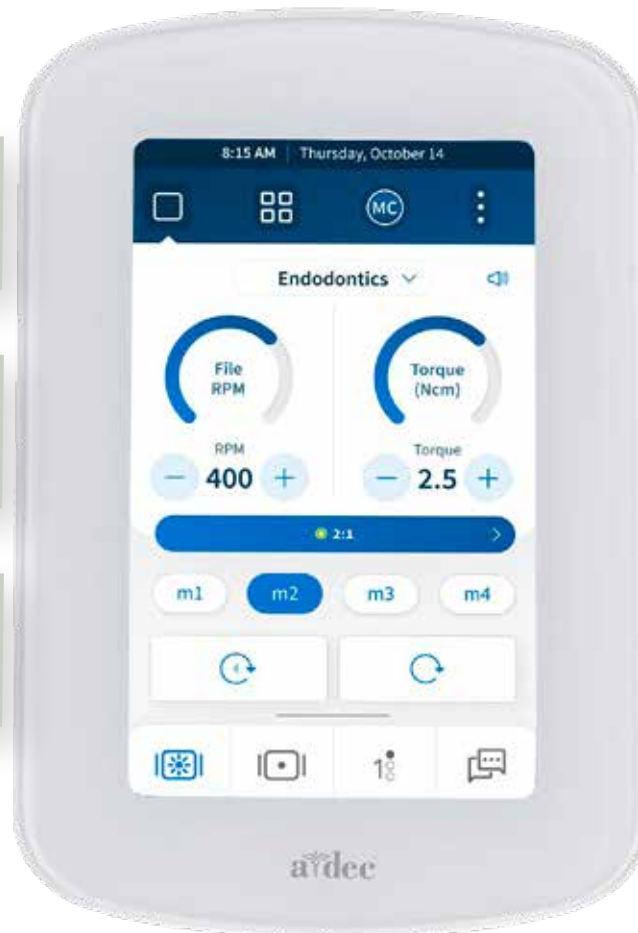 8:15 AM | Thursday, October 14
MC
Endodontics
File
RPM
Torque
(Ncm)
RPM
400
Torque
2.5
2:1
m1 m2 m3 m4
1
a dec